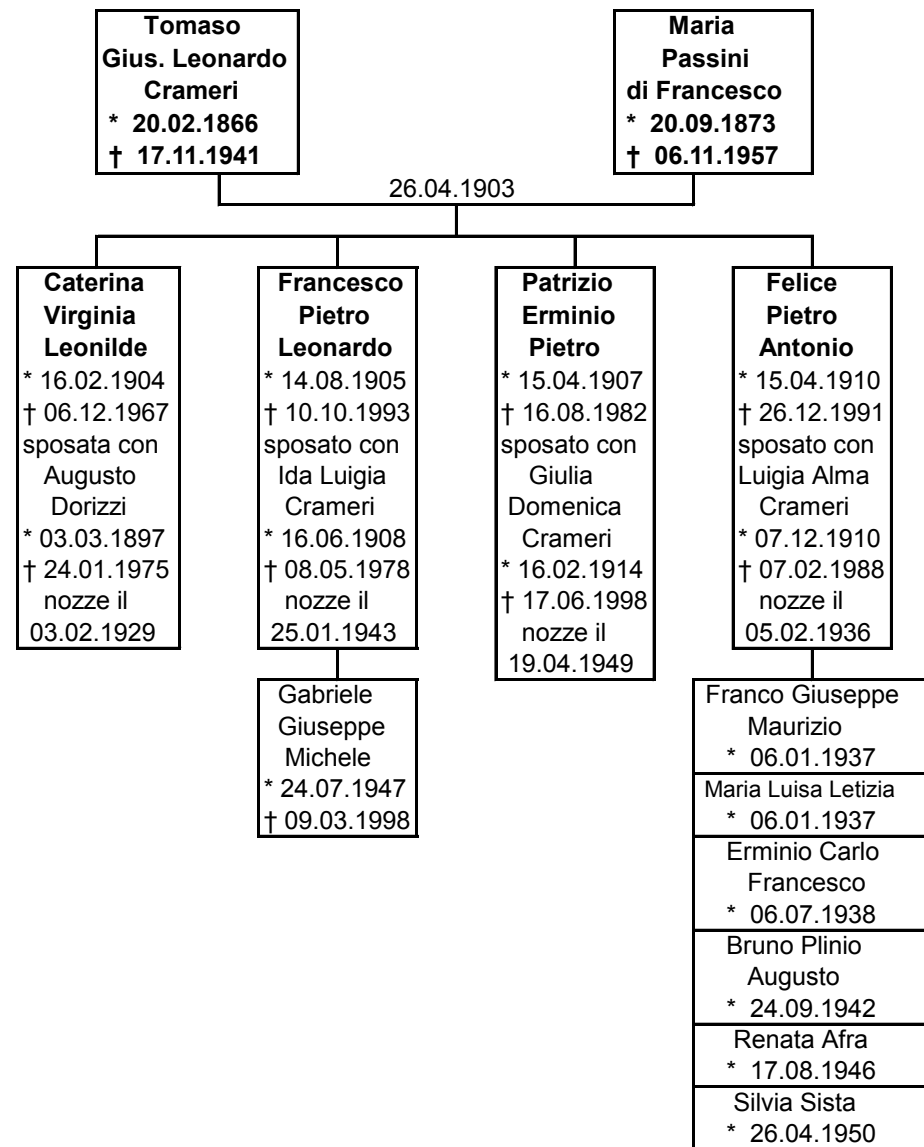 Tomaso
Gius. Leonardo
Crameri
* 20.02.1866
† 17.11.1941
Maria
Passini
di Francesco
* 20.09.1873
† 06.11.1957
26.04.1903
Caterina
Virginia
Leonilde
* 16.02.1904
† 06.12.1967
sposata con
Augusto
Dorizzi
* 03.03.1897
† 24.01.1975
nozze il
03.02.1929
Francesco
Pietro
Leonardo
* 14.08.1905
† 10.10.1993
sposato con
Ida Luigia
Crameri
* 16.06.1908
† 08.05.1978
nozze il
25.01.1943
Patrizio
Erminio
Pietro
* 15.04.1907
† 16.08.1982
sposato con
Giulia
Domenica
Crameri
* 16.02.1914
† 17.06.1998
nozze il
19.04.1949
Felice
Pietro
Antonio
* 15.04.1910
† 26.12.1991
sposato con
Luigia Alma
Crameri
* 07.12.1910
† 07.02.1988
nozze il
05.02.1936
Gabriele
Giuseppe
Michele
* 24.07.1947
† 09.03.1998
Franco Giuseppe
Maurizio
* 06.01.1937
Maria Luisa Letizia
* 06.01.1937
Erminio Carlo
Francesco
* 06.07.1938
Bruno Plinio
Augusto
* 24.09.1942
Renata Afra
* 17.08.1946
Silvia Sista
* 26.04.1950